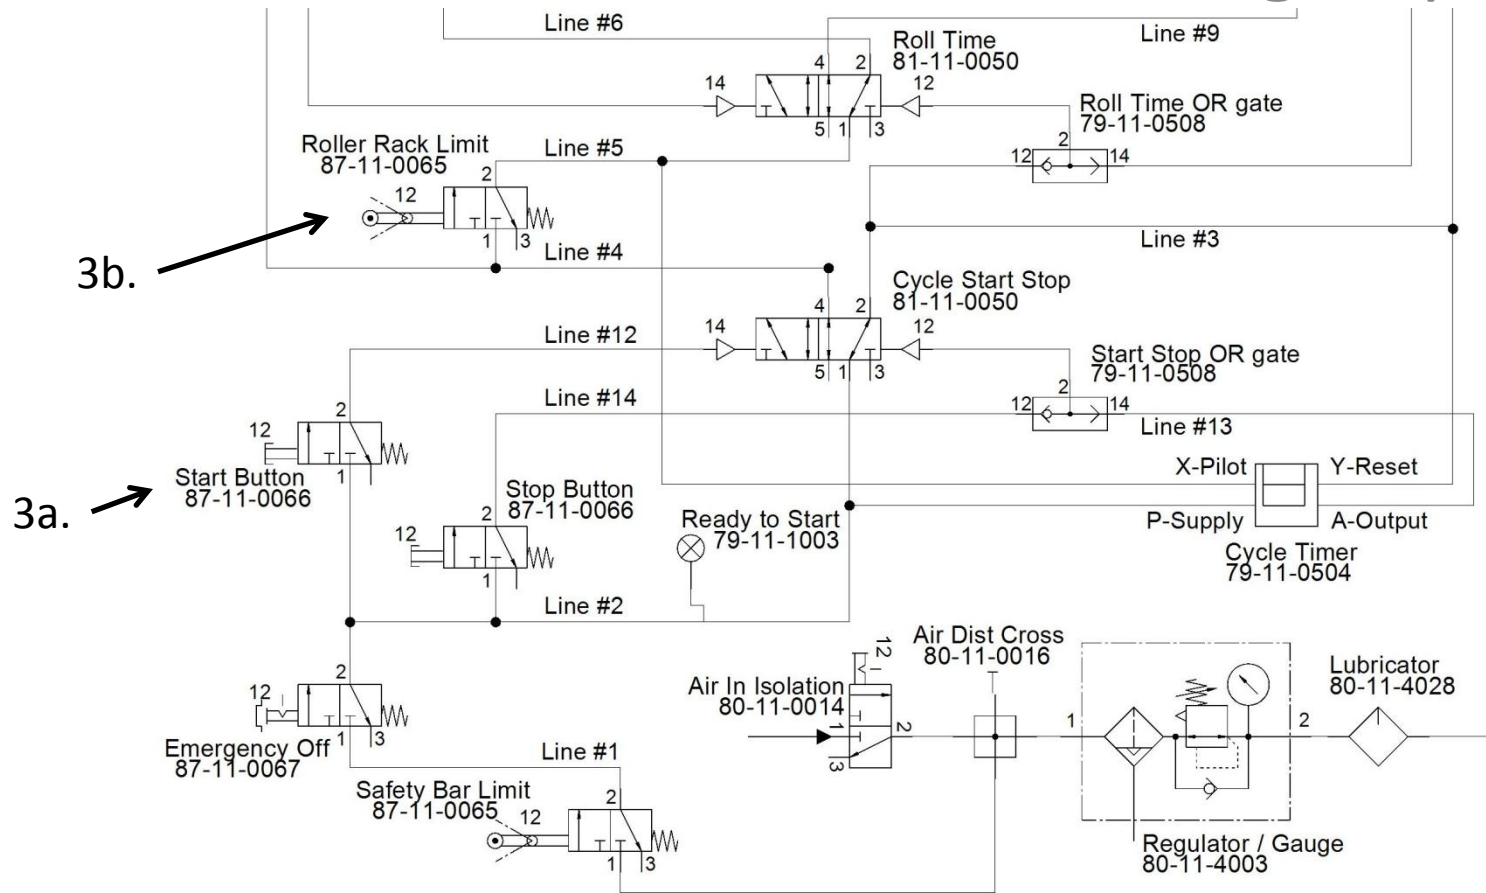 Line #6
Line #9
Roll Time
81-11-0050
4 2
14
12
5 1 3
Roll Time OR gate
79-11-0508
2
12 14
Roller Rack Limit
87-11-0065
Line #5
2
12
1 3
3b.
Line #4
Line #3
Cycle Start Stop
81-11-0050
4 2
14
12
5 1 3
Line #12
Start Stop OR gate
79-11-0508
2
12 14
Line #14
Line #13
2
12
1
Start Button
87-11-0066
3a.
Stop Button
87-11-0066
2
12
1
Ready to Start
79-11-1003
X-Pilot Y-Reset
P-Supply A-Output
Cycle Timer
79-11-0504
Line #2
2
12
1 3
Emergency Off
87-11-0067
Line #1
Safety Bar Limit
87-11-0065
2
12
1 3
Air In Isolation
80-11-0014
12
1 2
3
Air Dist Cross
80-11-0016
1 2
Regulator / Gauge
80-11-4003
Lubricator
80-11-4028